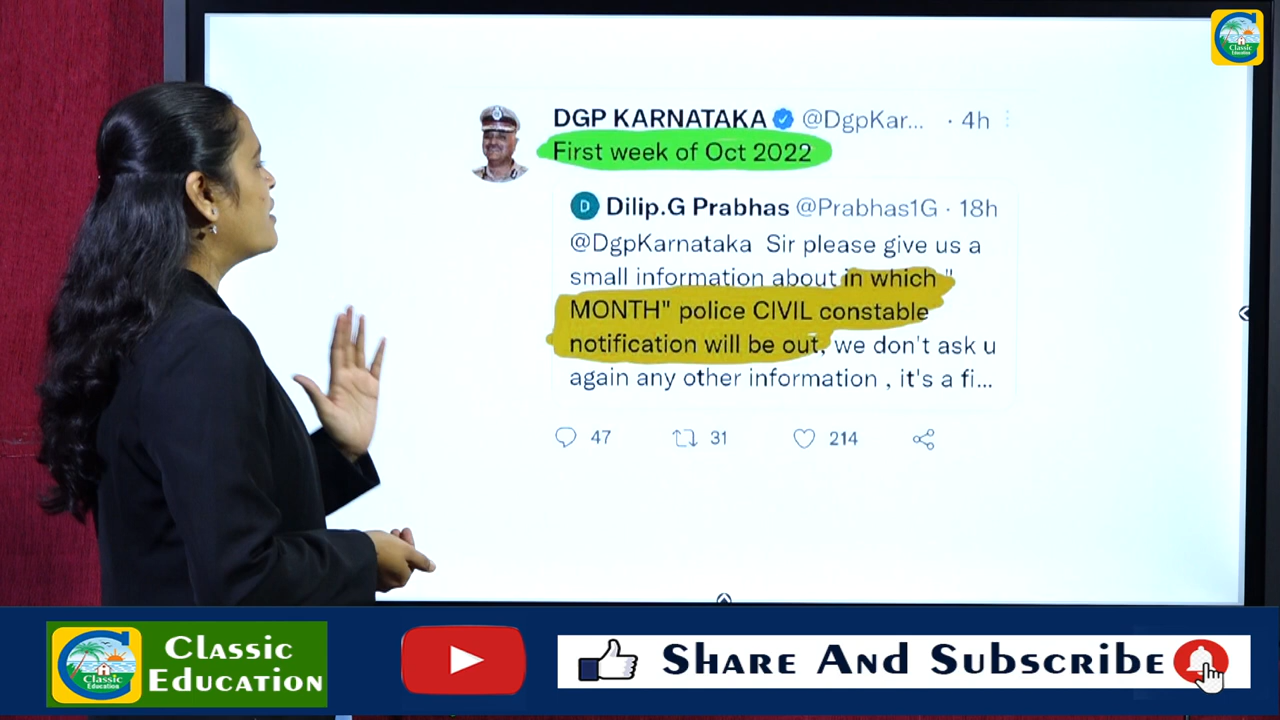 Classic
Education
DGP KARNATAKA @DgpKar... · 4h
First week of Oct 2022
D Dilip.G Prabhas @Prabhas1G · 18h
@DgpKarnataka Sir please give us a
small information about in which "
MONTH" police CIVIL constable
notification will be out, we don't ask u
again any other information , it's a fi...
47 31 214
Classic
Education
Classic
Education
Share And Subscribe